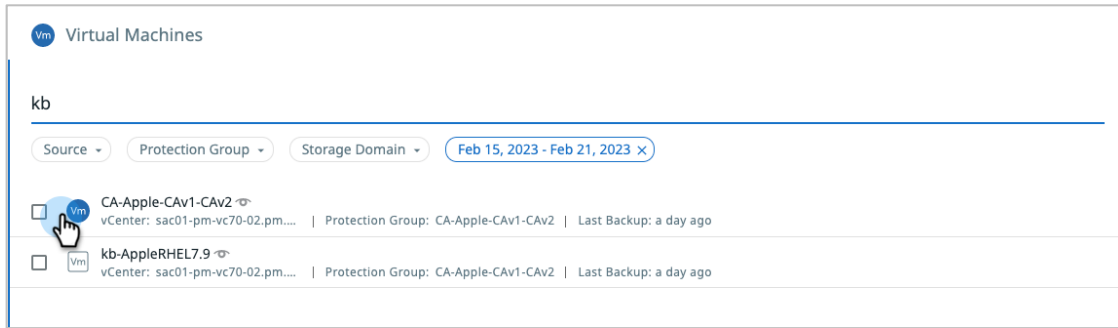 Vm Virtual Machines
kb
Source Protection Group Storage Domain Feb 15, 2023 - Feb 21, 2023 ×
Vm CA-Apple-CAv1-CAv2
vCenter: sac01-pm-vc70-02.pm.... | Protection Group: CA-Apple-CAv1-CAv2 | Last Backup: a day ago
Vm kb-AppleRHEL7.9
vCenter: sac01-pm-vc70-02.pm.... | Protection Group: CA-Apple-CAv1-CAv2 | Last Backup: a day ago